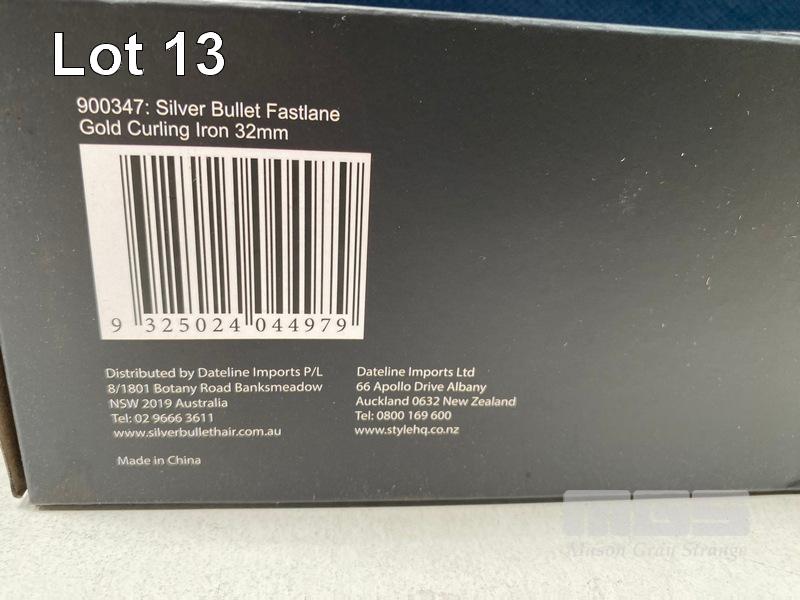 Lot 13
900347: Silver Bullet Fastlane
Gold Curling Iron 32mm
9 325024 044979
Distributed by Dateline Imports P/L
8/1801 Botany Road Banksmeadow
NSW 2019 Australia
Tel: 02 9666 3611
www.silverbullethair.com.au
Made in China
Dateline Imports Ltd
66 Apollo Drive Albany
Auckland 0632 New Zealand
Tel: 0800 169 600
www.stylehq.co.nz
MGS
Mason Gray Strange